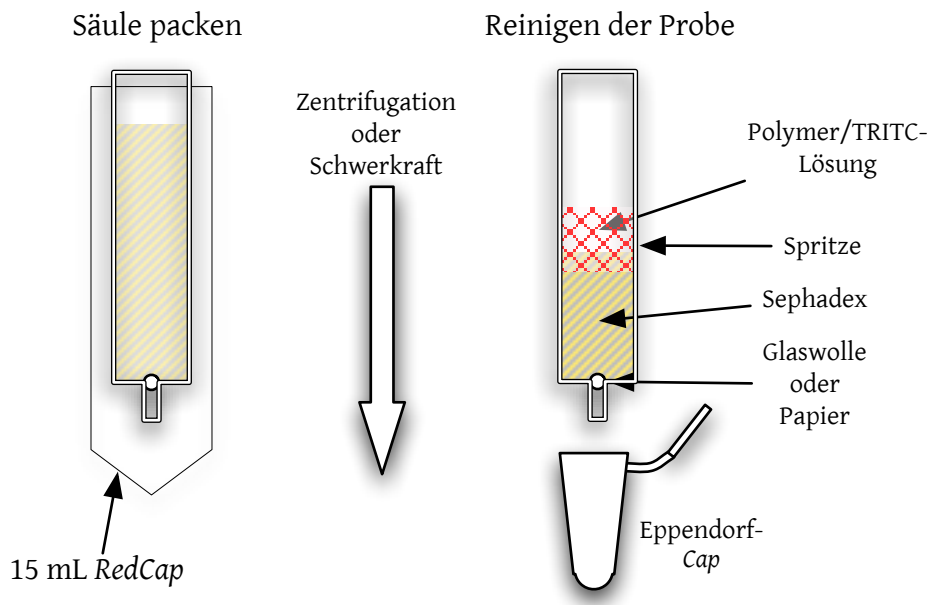 Säule packen
Reinigen der Probe
Zentrifugation
oder
Schwerkraft
Polymer/TRITC-
Lösung
Spritze
Sephadex
Glaswolle
oder
Papier
Eppendorf-
Cap
15 mL RedCap